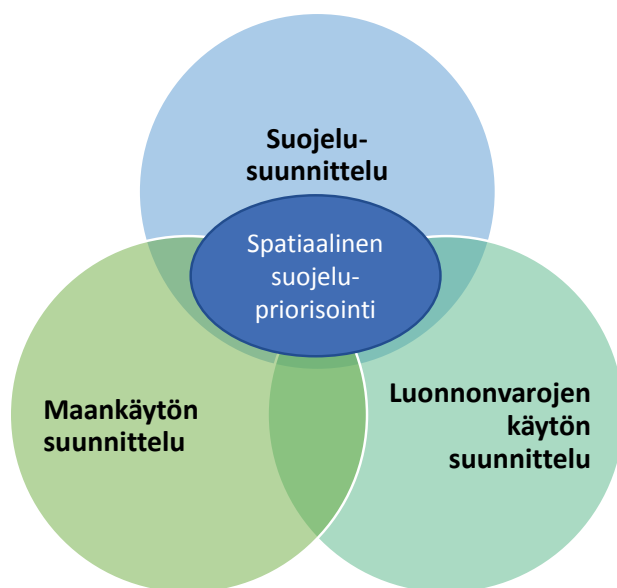 Suojelu-
suunnittelu
Spatiaalinen
suojelu-
priorisointi
Maankäytön
suunnittelu
Luonnonvarojen
käytön
suunnittelu